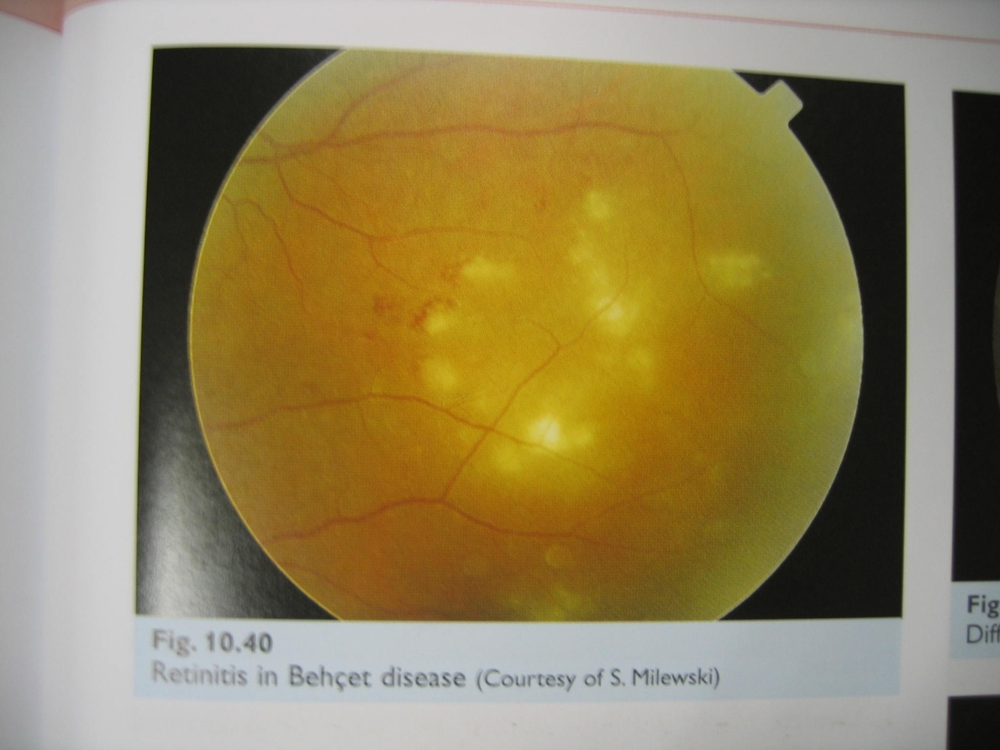 Fig. 10.40
Retinitis in Behçet disease (Courtesy of S. Milewski)
Fig
Diff